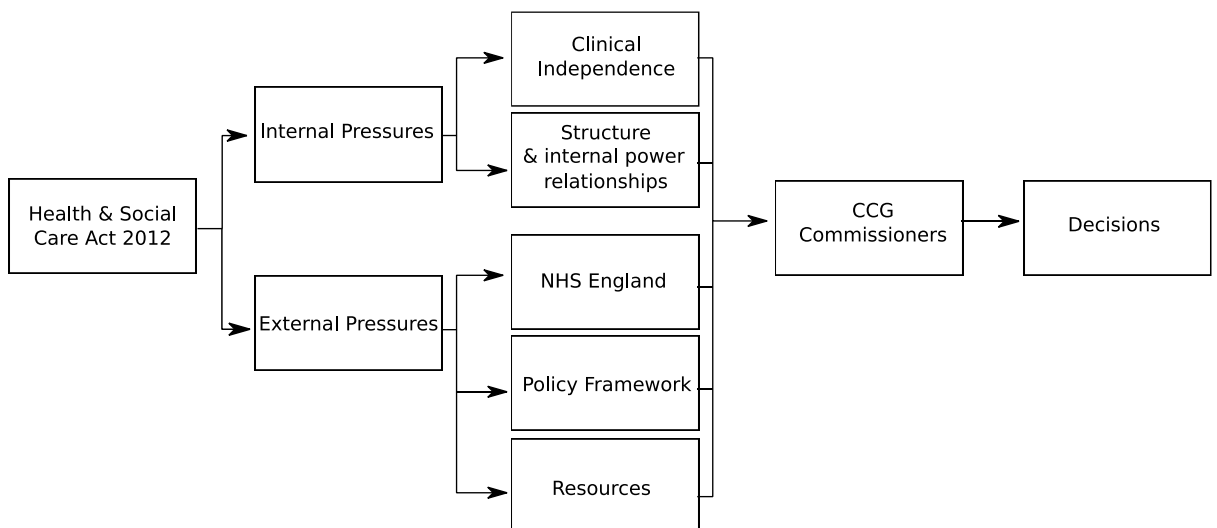 Health & Social
Care Act 2012
Internal Pressures
External Pressures
Clinical
Independence
Structure
& internal power
relationships
NHS England
Policy Framework
Resources
CCG
Commissioners
Decisions